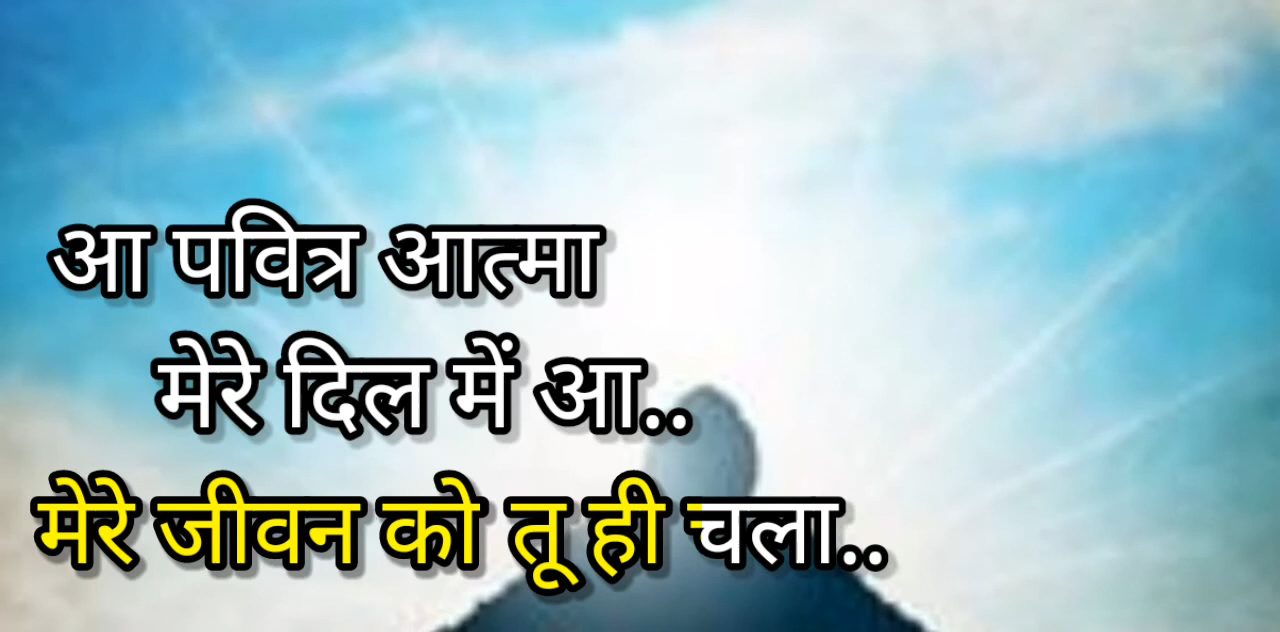 आ पवित्र आत्मा
मेरे दिल में आ..
मेरे जीवन को तू ही चला..